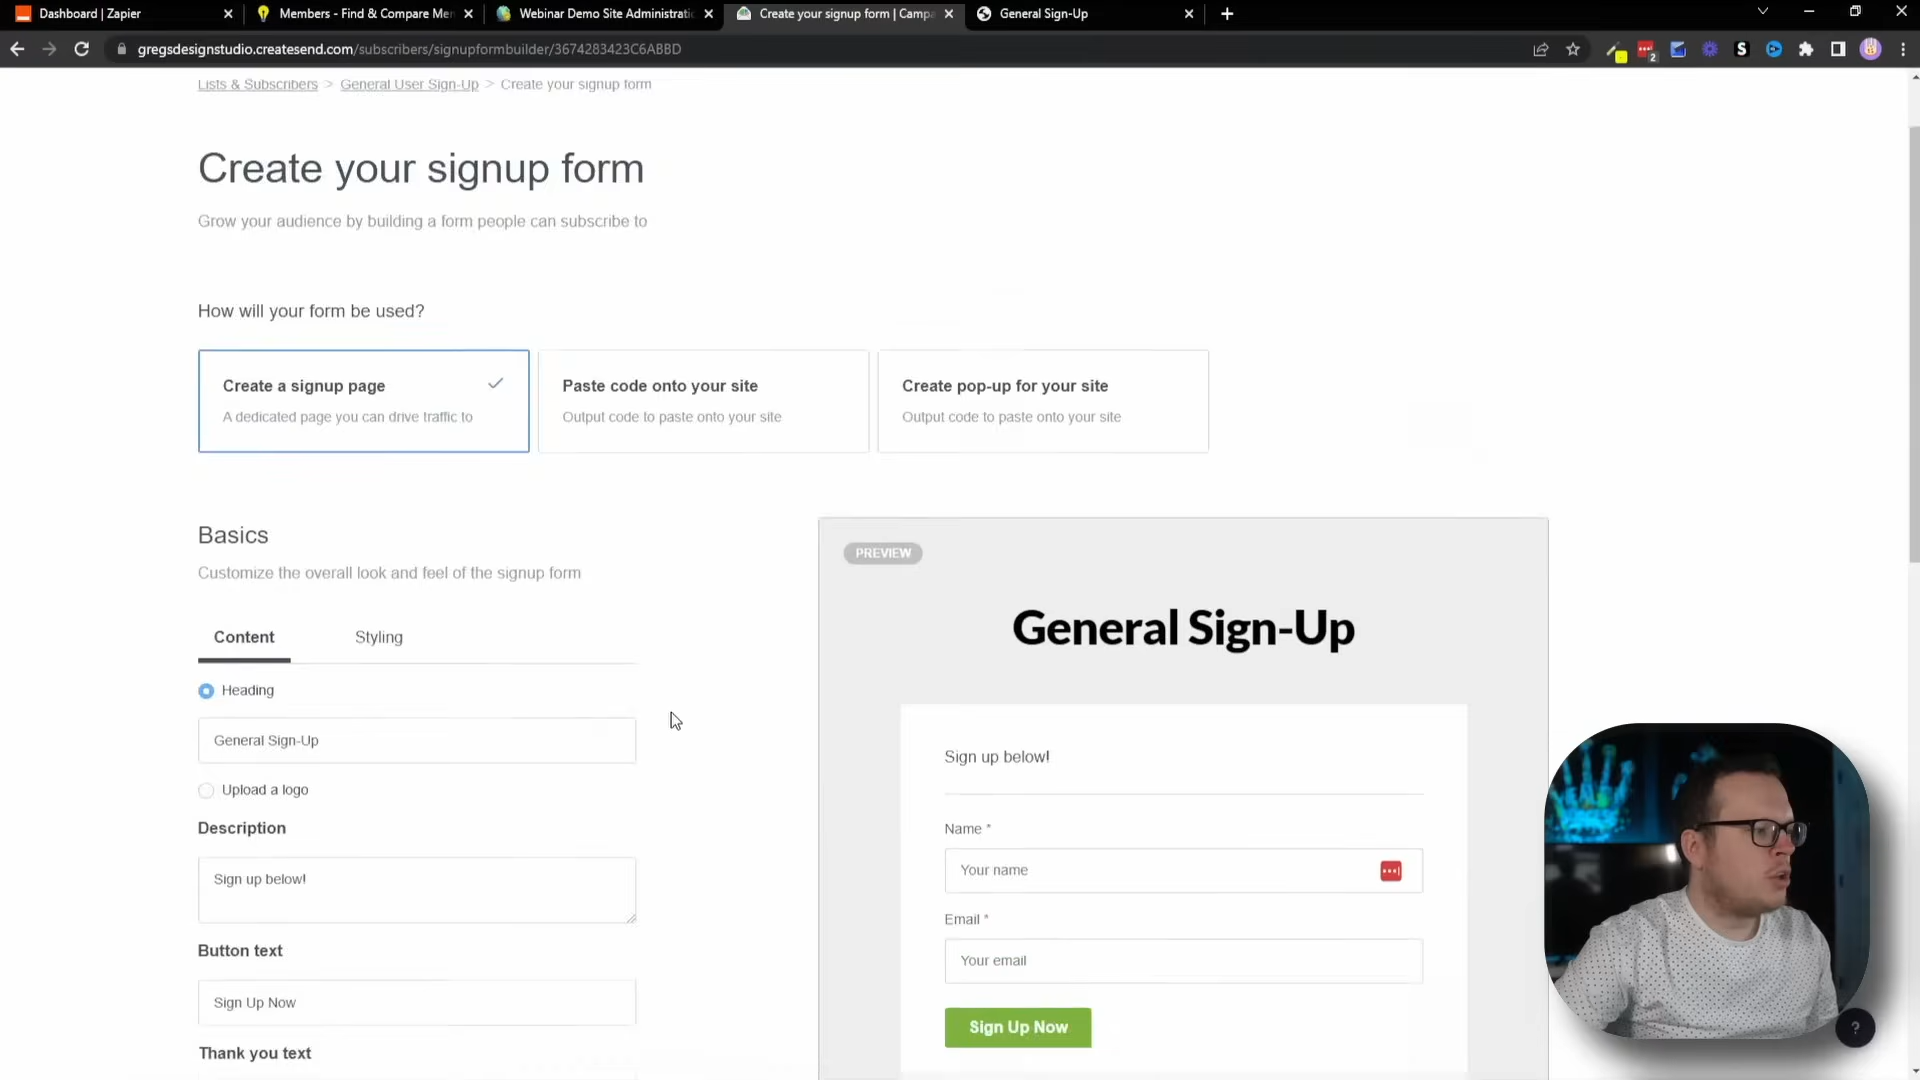 Dashboard | Zapier
Members - Find & Compare Mem
Webinar Demo Site Administratio
Create your signup form | Campa
General Sign-Up
gregsdesignstudio.createsend.com/subscribers/signupformbuilder/3674283423C6ABBD
2
S
Lists & Subscribers > General User Sign-Up > Create your signup form
Create your signup form
Grow your audience by building a form people can subscribe to
How will your form be used?
Create a signup page
A dedicated page you can drive traffic to
Paste code onto your site
Output code to paste onto your site
Create pop-up for your site
Output code to paste onto your site
Basics
Customize the overall look and feel of the signup form
Content
Styling
Heading
General Sign-Up
Upload a logo
Description
Sign up below!
Button text
Sign Up Now
Thank you text
PREVIEW
General Sign-Up
Sign up below!
Name *
Your name
Email *
Your email
Sign Up Now
?